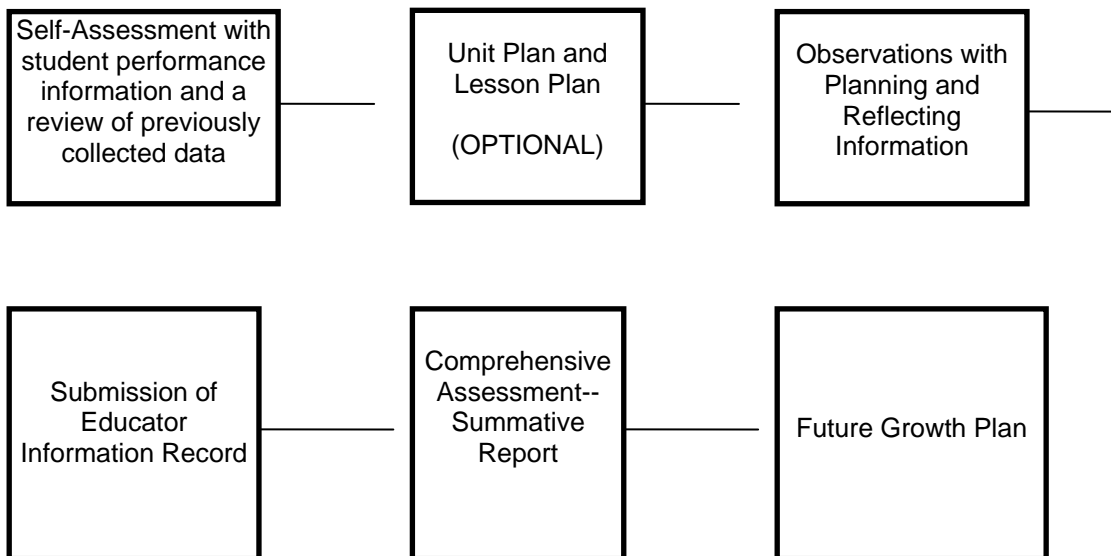 Self-Assessment with
student performance
information and a
review of previously
collected data
Unit Plan and
Lesson Plan
(OPTIONAL)
Observations with
Planning and
Reflecting
Information
Submission of
Educator
Information Record
Comprehensive
Assessment--
Summative
Report
Future Growth Plan